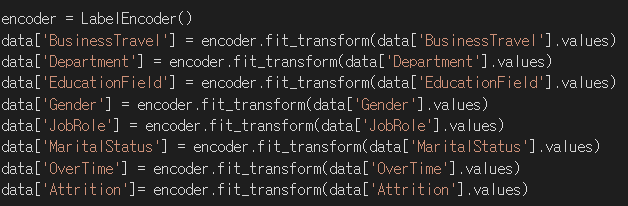 encoder = LabelEncoder()
data['BusinessTravel'] = encoder.fit_transform(data['BusinessTravel'].values)
data['Department'] = encoder.fit_transform(data['Department'].values)
data['EducationField'] = encoder.fit_transform(data['EducationField'].values)
data['Gender'] = encoder.fit_transform(data['Gender'].values)
data['JobRole'] = encoder.fit_transform(data['JobRole'].values)
data['MaritalStatus'] = encoder.fit_transform(data['MaritalStatus'].values)
data['OverTime'] = encoder.fit_transform(data['OverTime'].values)
data['Attrition']= encoder.fit_transform(data['Attrition'].values)